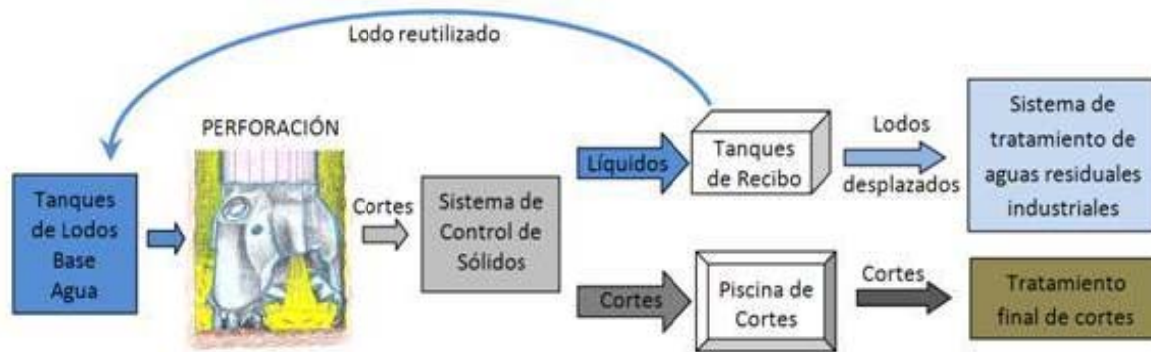 Lodo reutilizado
PERFORACIÓN
Tanques
de Lodos
Base
Agua
Cortes
Sistema de
Control de
Sólidos
Líquidos
Tanques
de Recibo
Lodos
desplazados
Sistema de
tratamiento de
aguas residuales
industriales
Cortes
Piscina de
Cortes
Cortes
Tratamiento
final de cortes